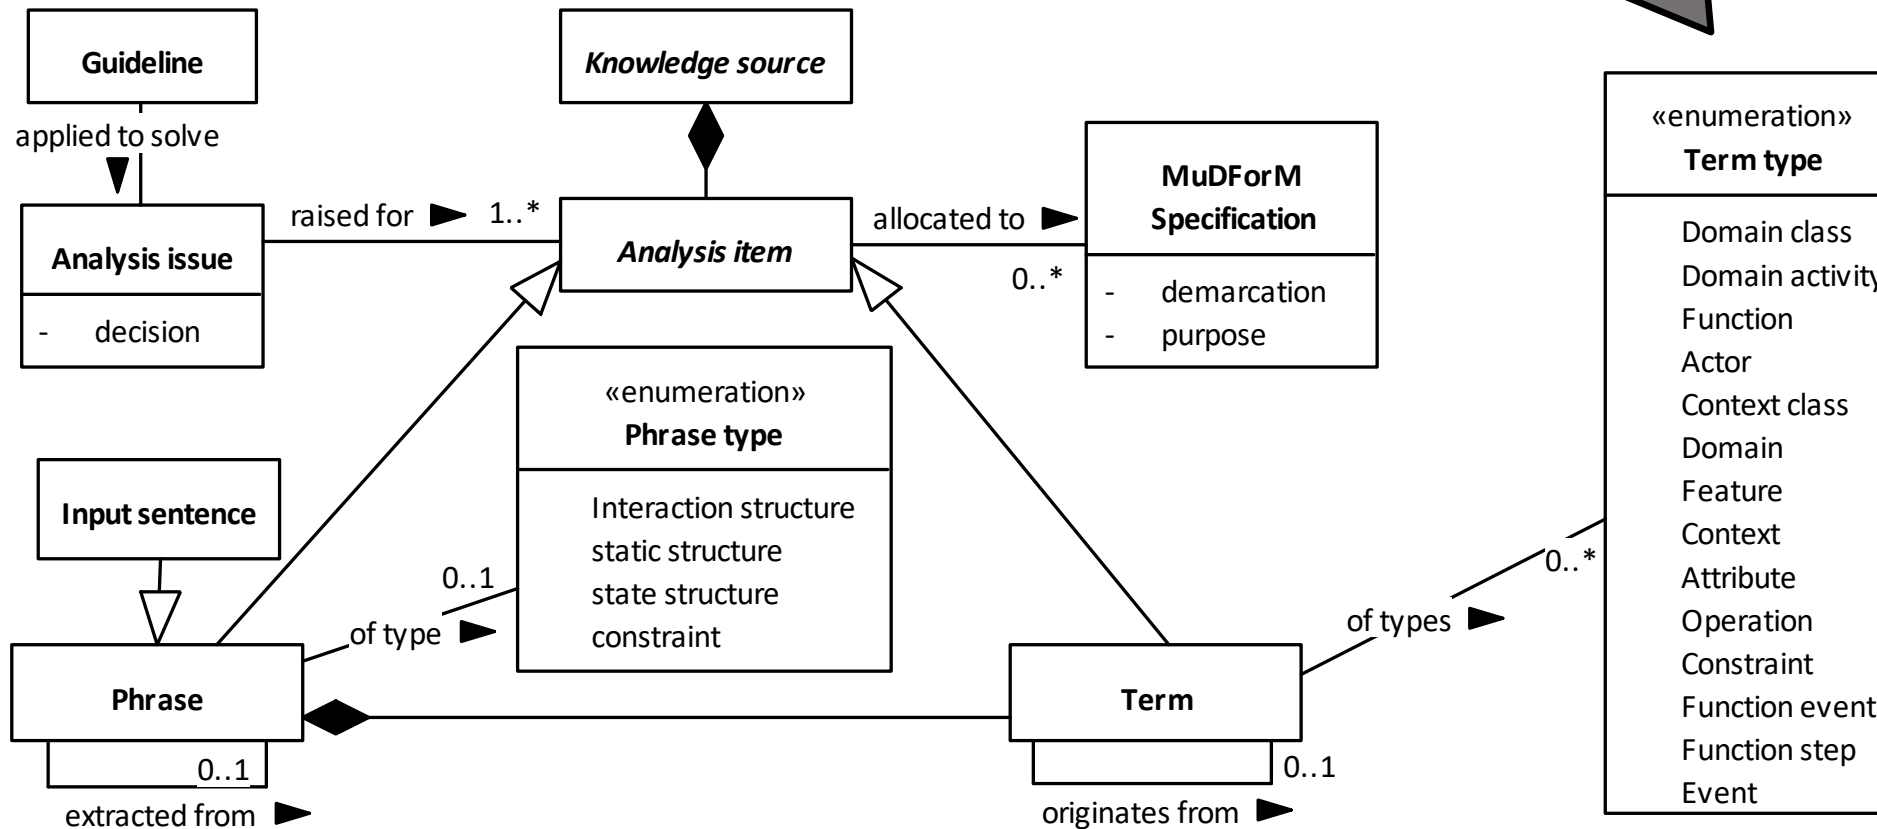 Guideline
Knowledge source
applied to solve
MuDForM
Specification
- demarcation
- purpose
«enumeration»
Term type
Domain class
Domain activity
Function
Actor
Context class
Domain
Feature
Context
Attribute
Operation
Constraint
Function event
Function step
Event
Analysis issue
- decision
raised for
1..*
Analysis item
allocated to
0..*
«enumeration»
Phrase type
Interaction structure
static structure
state structure
constraint
Input sentence
0..1
of type
0..*
of types
Phrase
Term
0..1
extracted from
0..1
originates from